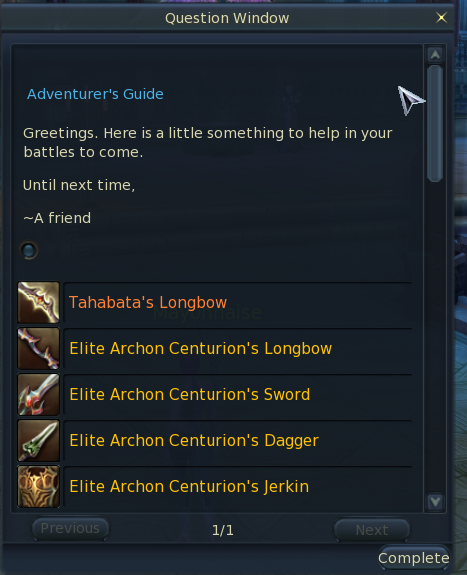 Question Window
Adventurer's Guide
Greetings. Here is a little something to help in your
battles to come.
Until next time,
~A friend
Tahabata's Longbow
Mayonnaise
Elite Archon Centurion's Longbow
Elite Archon Centurion's Sword
Elite Archon Centurion's Dagger
Elite Archon Centurion's Jerkin
Previous
1/1
Next
Complete